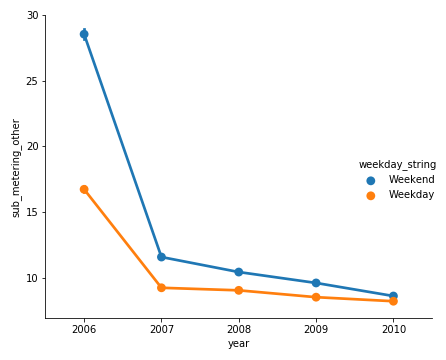 30
25
20
15
10
sub_metering_other
weekday_string
Weekend
Weekday
2006 2007 2008 2009 2010
year